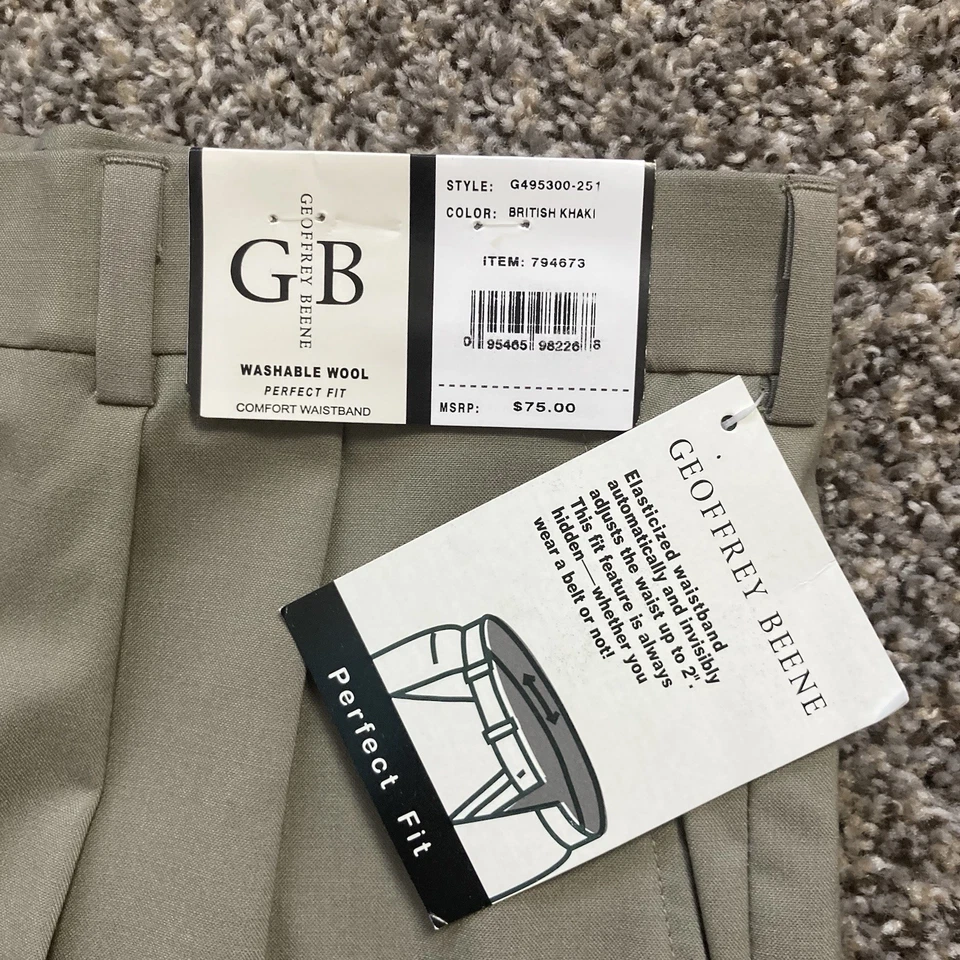 GB
GEOFFREY BEENE
WASHABLE WOOL
PERFECT FIT
COMFORT WAISTBAND
STYLE: G495300-251
COLOR: BRITISH KHAKI
ITEM: 794673
0 95465 98226 8
MSRP: $75.00
GEOFFREY BEENE
Elasticized waistband
automatically and invisibly
adjusts the waist up to 2".
This fit feature is always
hidden—whether you
wear a belt or not!
Perfect Fit